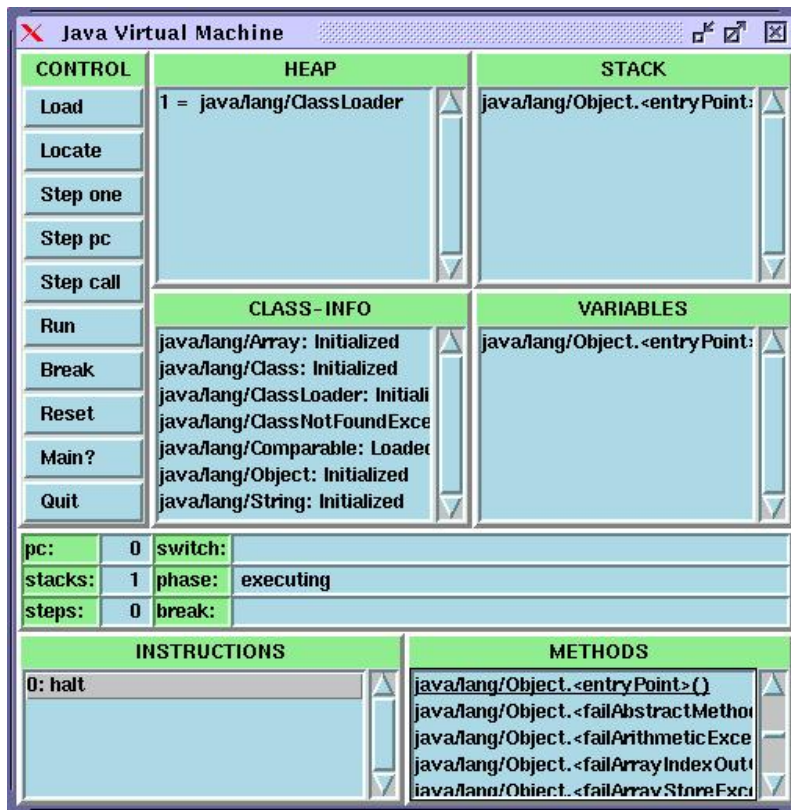 Java Virtual Machine
CONTROL
Load
Locate
Step one
Step pc
Step call
Run
Break
Reset
Main?
Quit
HEAP
1 = java/lang/ClassLoader
STACK
java/lang/Object.<entryPoint>
CLASS-INFO
java/lang/Array: Initialized
java/lang/Class: Initialized
java/lang/ClassLoader: Initiali
java/lang/ClassNotFoundExce
java/lang/Comparable: Loaded
java/lang/Object: Initialized
java/lang/String: Initialized
VARIABLES
java/lang/Object.<entryPoint>
pc: 0 switch:
stacks: 1 phase: executing
steps: 0 break:
INSTRUCTIONS
0: halt
METHODS
java/lang/Object.<entryPoint>()
java/lang/Object.<failAbstractMethod
java/lang/Object.<failArithmeticExce
java/lang/Object.<failArrayIndexOutO
java/lang/Object.<failArrayStoreExce